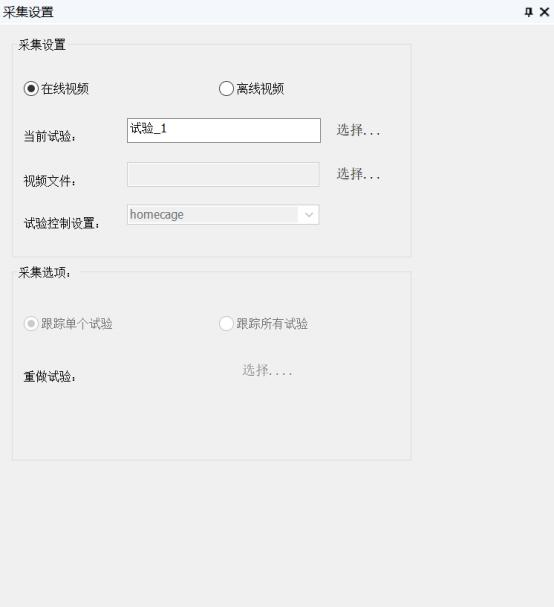 采集设置
采集设置
在线视频 离线视频
当前试验: 试验_1 选择...
视频文件: 选择...
试验控制设置: homecage
采集选项:
跟踪单个试验 跟踪所有试验
重做试验: 选择....